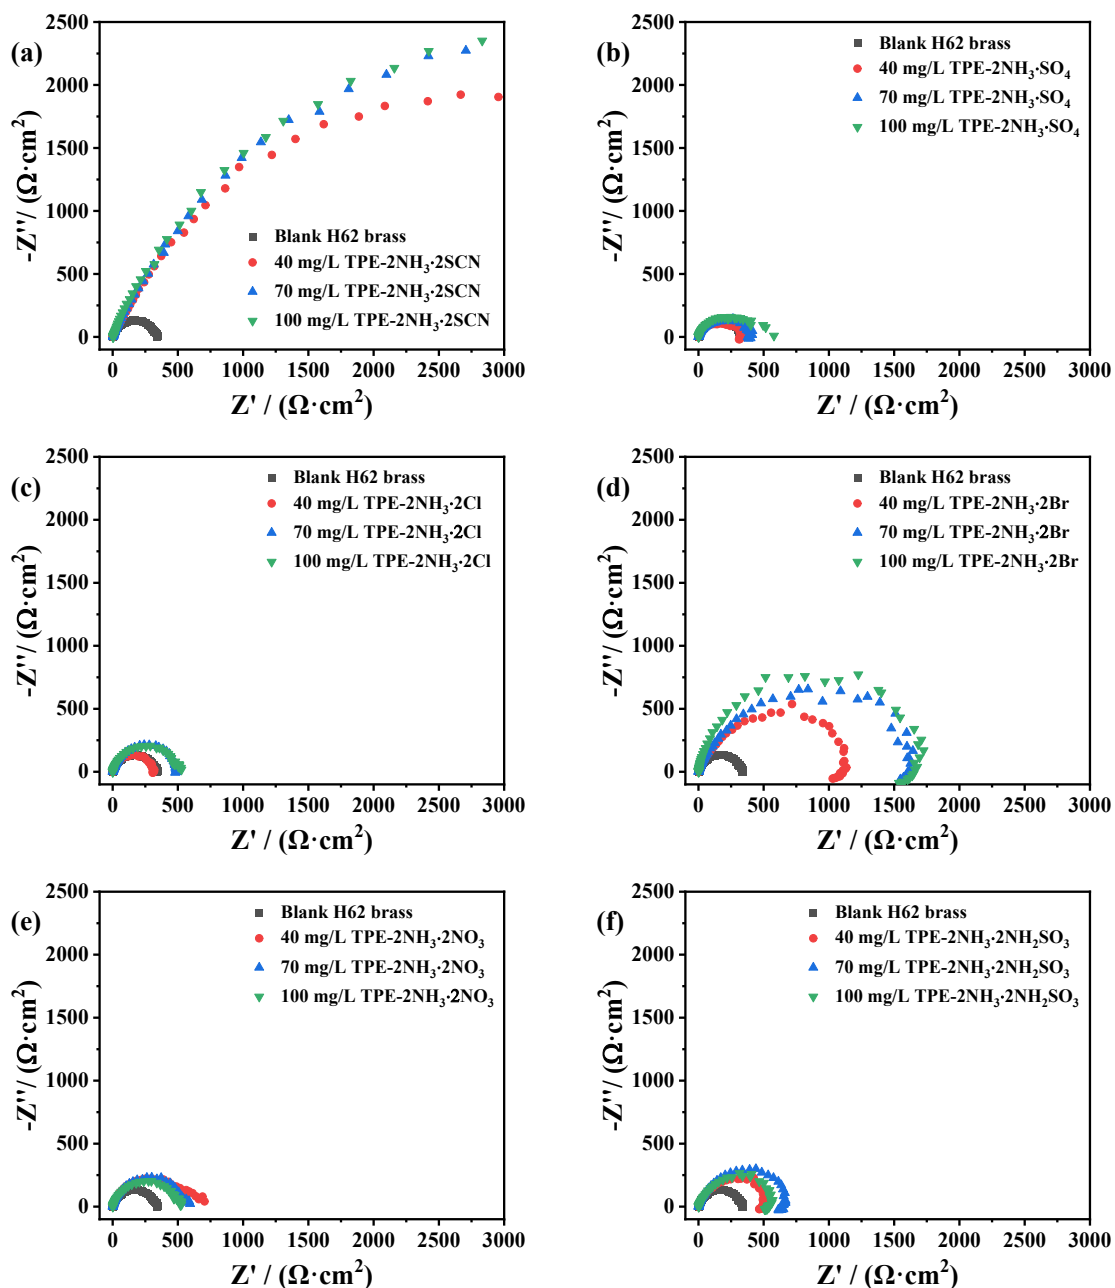 (a)
2500
2000
1500
1000
500
0
-Z''/ (Ω·cm²)
Blank H62 brass
40 mg/L TPE-2NH₃·2SCN
70 mg/L TPE-2NH₃·2SCN
100 mg/L TPE-2NH₃·2SCN
0 500 1000 1500 2000 2500 3000
Z' / (Ω·cm²)
(b)
2500
2000
1500
1000
500
0
-Z''/ (Ω·cm²)
Blank H62 brass
40 mg/L TPE-2NH₃·SO₄
70 mg/L TPE-2NH₃·SO₄
100 mg/L TPE-2NH₃·SO₄
0 500 1000 1500 2000 2500 3000
Z' / (Ω·cm²)
(c)
2500
2000
1500
1000
500
0
-Z''/ (Ω·cm²)
Blank H62 brass
40 mg/L TPE-2NH₃·2Cl
70 mg/L TPE-2NH₃·2Cl
100 mg/L TPE-2NH₃·2Cl
0 500 1000 1500 2000 2500 3000
Z' / (Ω·cm²)
(d)
2500
2000
1500
1000
500
0
-Z''/ (Ω·cm²)
Blank H62 brass
40 mg/L TPE-2NH₃·2Br
70 mg/L TPE-2NH₃·2Br
100 mg/L TPE-2NH₃·2Br
0 500 1000 1500 2000 2500 3000
Z' / (Ω·cm²)
(e)
2500
2000
1500
1000
500
0
-Z''/ (Ω·cm²)
Blank H62 brass
40 mg/L TPE-2NH₃·2NO₃
70 mg/L TPE-2NH₃·2NO₃
100 mg/L TPE-2NH₃·2NO₃
0 500 1000 1500 2000 2500 3000
Z' / (Ω·cm²)
(f)
2500
2000
1500
1000
500
0
-Z''/ (Ω·cm²)
Blank H62 brass
40 mg/L TPE-2NH₃·2NH₂SO₃
70 mg/L TPE-2NH₃·2NH₂SO₃
100 mg/L TPE-2NH₃·2NH₂SO₃
0 500 1000 1500 2000 2500 3000
Z' / (Ω·cm²)